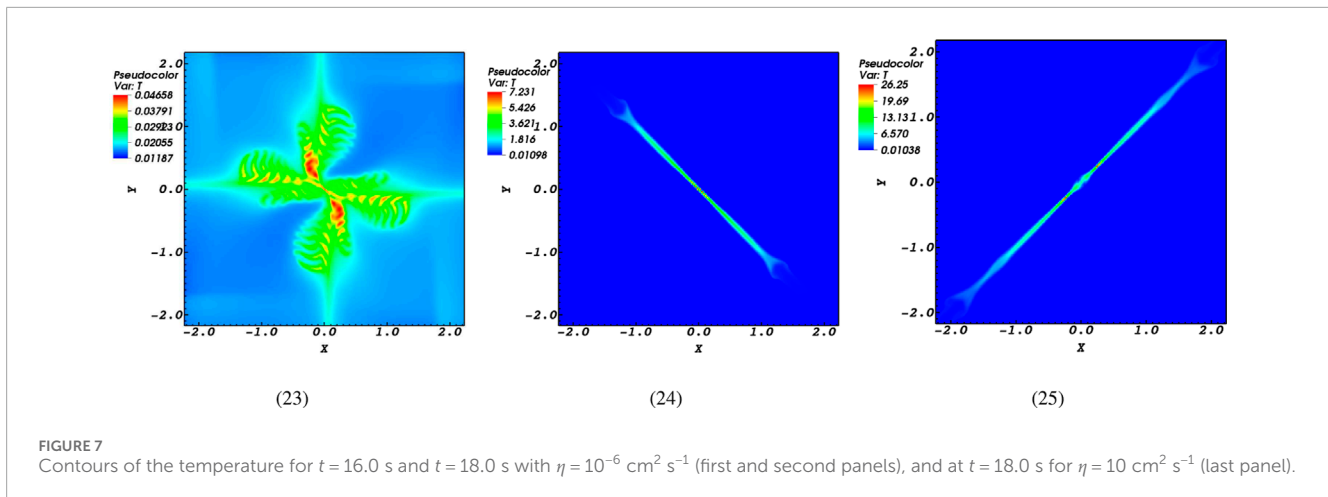 Pseudocolor
Var: T
0.04658
0.03791
0.02055
0.01187
2.0
1.0
0.0
-1.0
-2.0
Y
-2.0 -1.0 0.0 1.0 2.0
X
(23)
Pseudocolor
Var: T
7.231
5.426
3.621
1.816
0.01098
2.0
1.0
0.0
-1.0
-2.0
Y
-2.0 -1.0 0.0 1.0 2.0
X
(24)
Pseudocolor
Var: T
26.25
19.69
13.13
6.570
0.01038
2.0
1.0
0.0
-1.0
-2.0
Y
-2.0 -1.0 0.0 1.0 2.0
X
(25)
FIGURE 7
Contours of the temperature for t = 16.0 s and t = 18.0 s with η = 10⁻⁶ cm² s⁻¹ (first and second panels), and at t = 18.0 s for η = 10 cm² s⁻¹ (last panel).